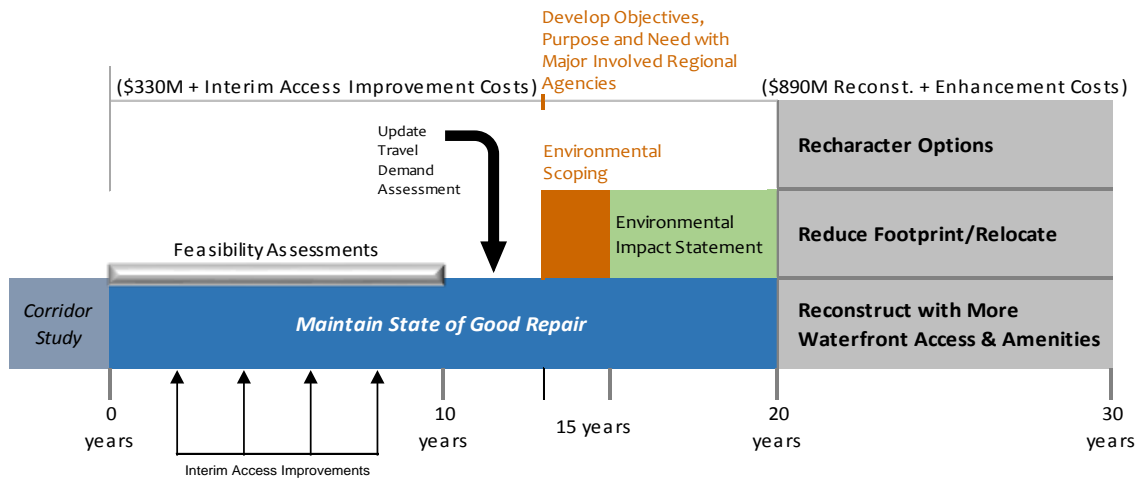 Develop Objectives,
Purpose and Need with
Major Involved Regional
Agencies
($330M + Interim Access Improvement Costs)
($890M Reconst. + Enhancement Costs)
Update
Travel
Demand
Assessment
Environmental
Scoping
Recharacter Options
Environmental
Impact Statement
Reduce Footprint/Relocate
Feasibility Assessments
Corridor
Study
Maintain State of Good Repair
Reconstruct with More
Waterfront Access & Amenities
0
years
10
years
15 years
20
years
30
years
Interim Access Improvements